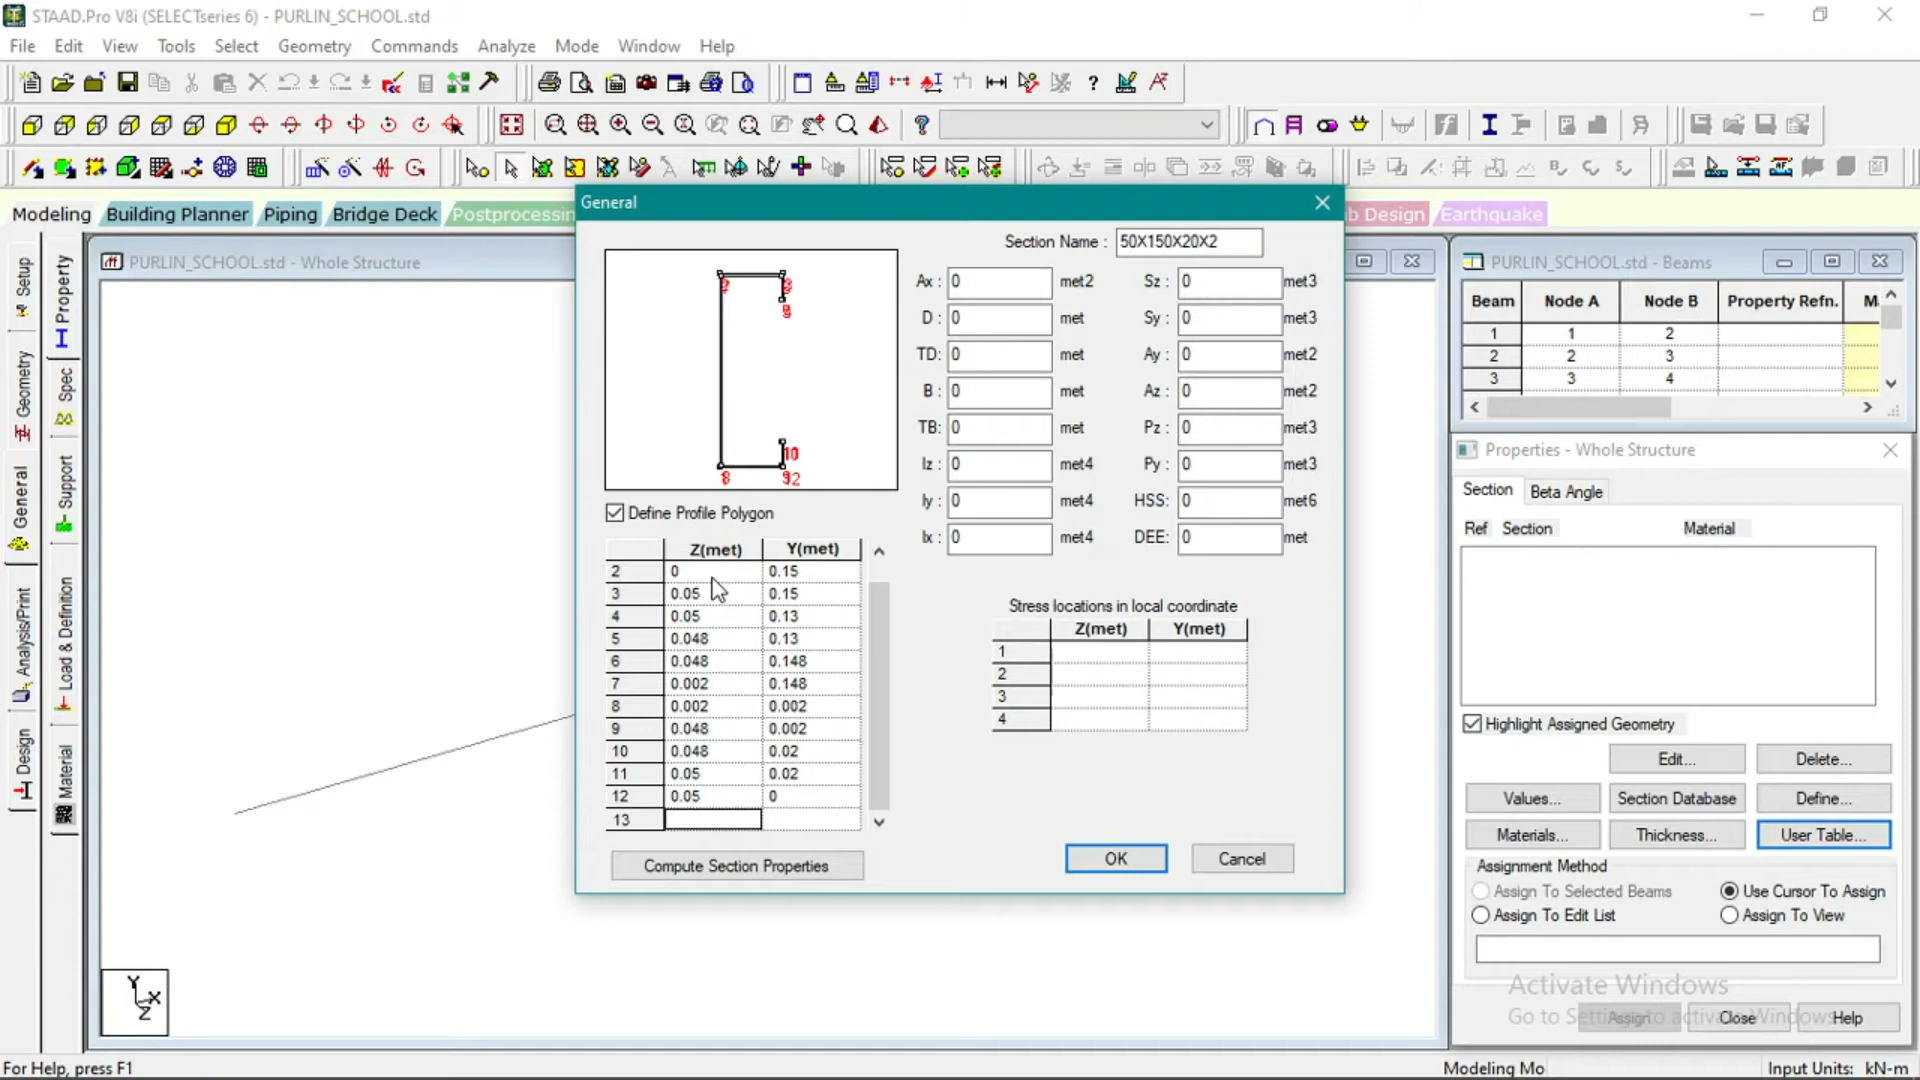 STAAD.Pro V8i (SELECTseries 6) - PURLIN_SCHOOL.std
File Edit View Tools Select Geometry Commands Analyze Mode Window Help
Modeling Building Planner Piping Bridge Deck Postprocessin b Design Earthquake
General
Section Name : 50X150X20X2
PURLIN_SCHOOL.std - Whole Structure
PURLIN_SCHOOL.std - Beams
Setup
Geometry
General
Analysis/Print
Design
Property
Spec
Support
Load & Definition
Material
Ax : 0 met2 Sz : 0 met3
D : 0 met Sy : 0 met3
TD: 0 met Ay : 0 met2
B : 0 met Az : 0 met2
TB: 0 met Pz : 0 met3
Iz : 0 met4 Py : 0 met3
Iy : 0 met4 HSS: 0 met6
Ix : 0 met4 DEE: 0 met
10
8
Define Profile Polygon
Z(met) Y(met)
2 0 0.15
3 0.05 0.15
4 0.05 0.13
5 0.048 0.13
6 0.048 0.148
7 0.002 0.148
8 0.002 0.002
9 0.048 0.002
10 0.048 0.02
11 0.05 0.02
12 0.05 0
13
Compute Section Properties
Stress locations in local coordinate
Z(met) Y(met)
1
2
3
4
OK Cancel
Beam Node A Node B Property Refn. M
1 1 2
2 2 3
3 3 4
Properties - Whole Structure
Section Beta Angle
Ref Section Material
Highlight Assigned Geometry
Edit... Delete...
Values... Section Database Define...
Materials... Thickness... User Table...
Assignment Method
Assign To Selected Beams Use Cursor To Assign
Assign To Edit List Assign To View
Activate Windows
Go to Settings to activate Windows.
Assign Close Help
Y
X
Z
For Help, press F1 Modeling Mo Input Units: kN-m